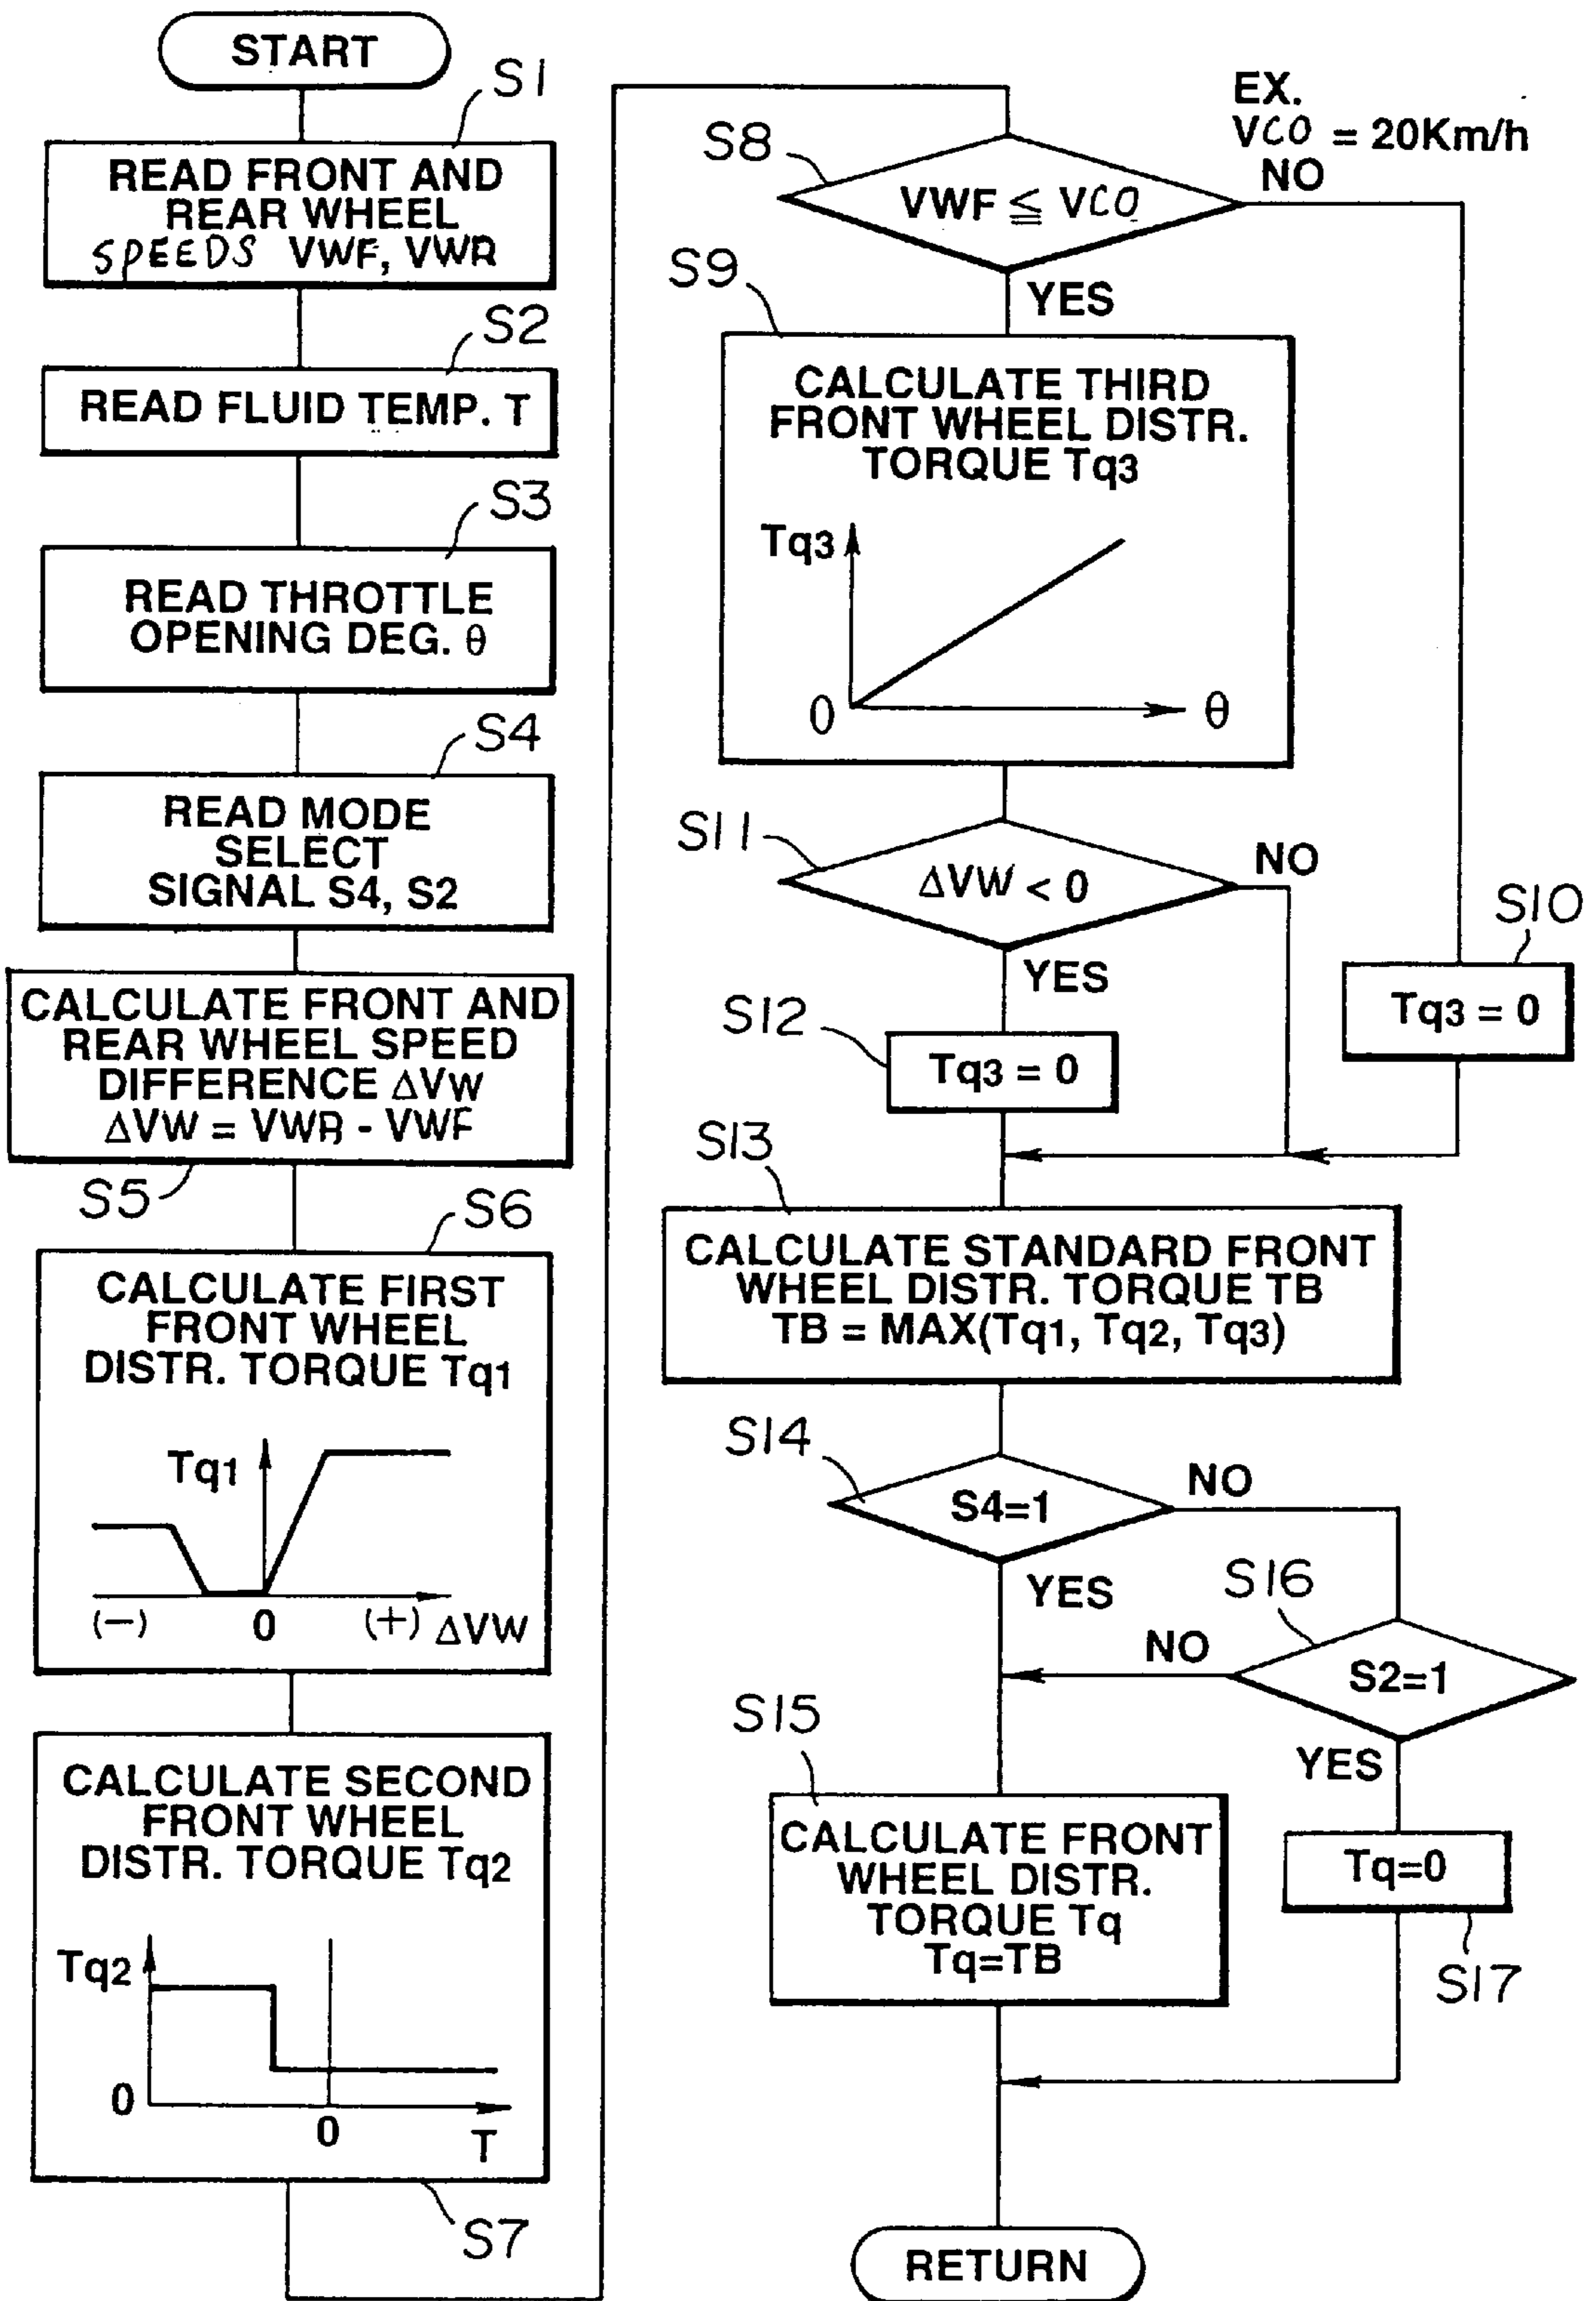 START
S1
READ FRONT AND
REAR WHEEL
SPEEDS VWF, VWR
S2
READ FLUID TEMP. T
S3
READ THROTTLE
OPENING DEG. θ
S4
READ MODE
SELECT
SIGNAL S4, S2
CALCULATE FRONT AND
REAR WHEEL SPEED
DIFFERENCE ΔVW
ΔVW = VWR - VWF
S5
S6
CALCULATE FIRST
FRONT WHEEL
DISTR. TORQUE Tq1
Tq1
(−) 0 (+) ΔVW
CALCULATE SECOND
FRONT WHEEL
DISTR. TORQUE Tq2
Tq2
0
0
T
S7
EX.
VCO = 20Km/h
S8
VWF ≦ VCO
NO
YES
S9
CALCULATE THIRD
FRONT WHEEL DISTR.
TORQUE Tq3
Tq3
0
θ
S11
ΔVW < 0
NO
YES
S10
Tq3 = 0
S12
Tq3 = 0
S13
CALCULATE STANDARD FRONT
WHEEL DISTR. TORQUE TB
TB = MAX(Tq1, Tq2, Tq3)
S14
S4=1
NO
YES
S16
S2=1
NO
YES
S15
CALCULATE FRONT
WHEEL DISTR.
TORQUE Tq
Tq=TB
Tq=0
S17
RETURN